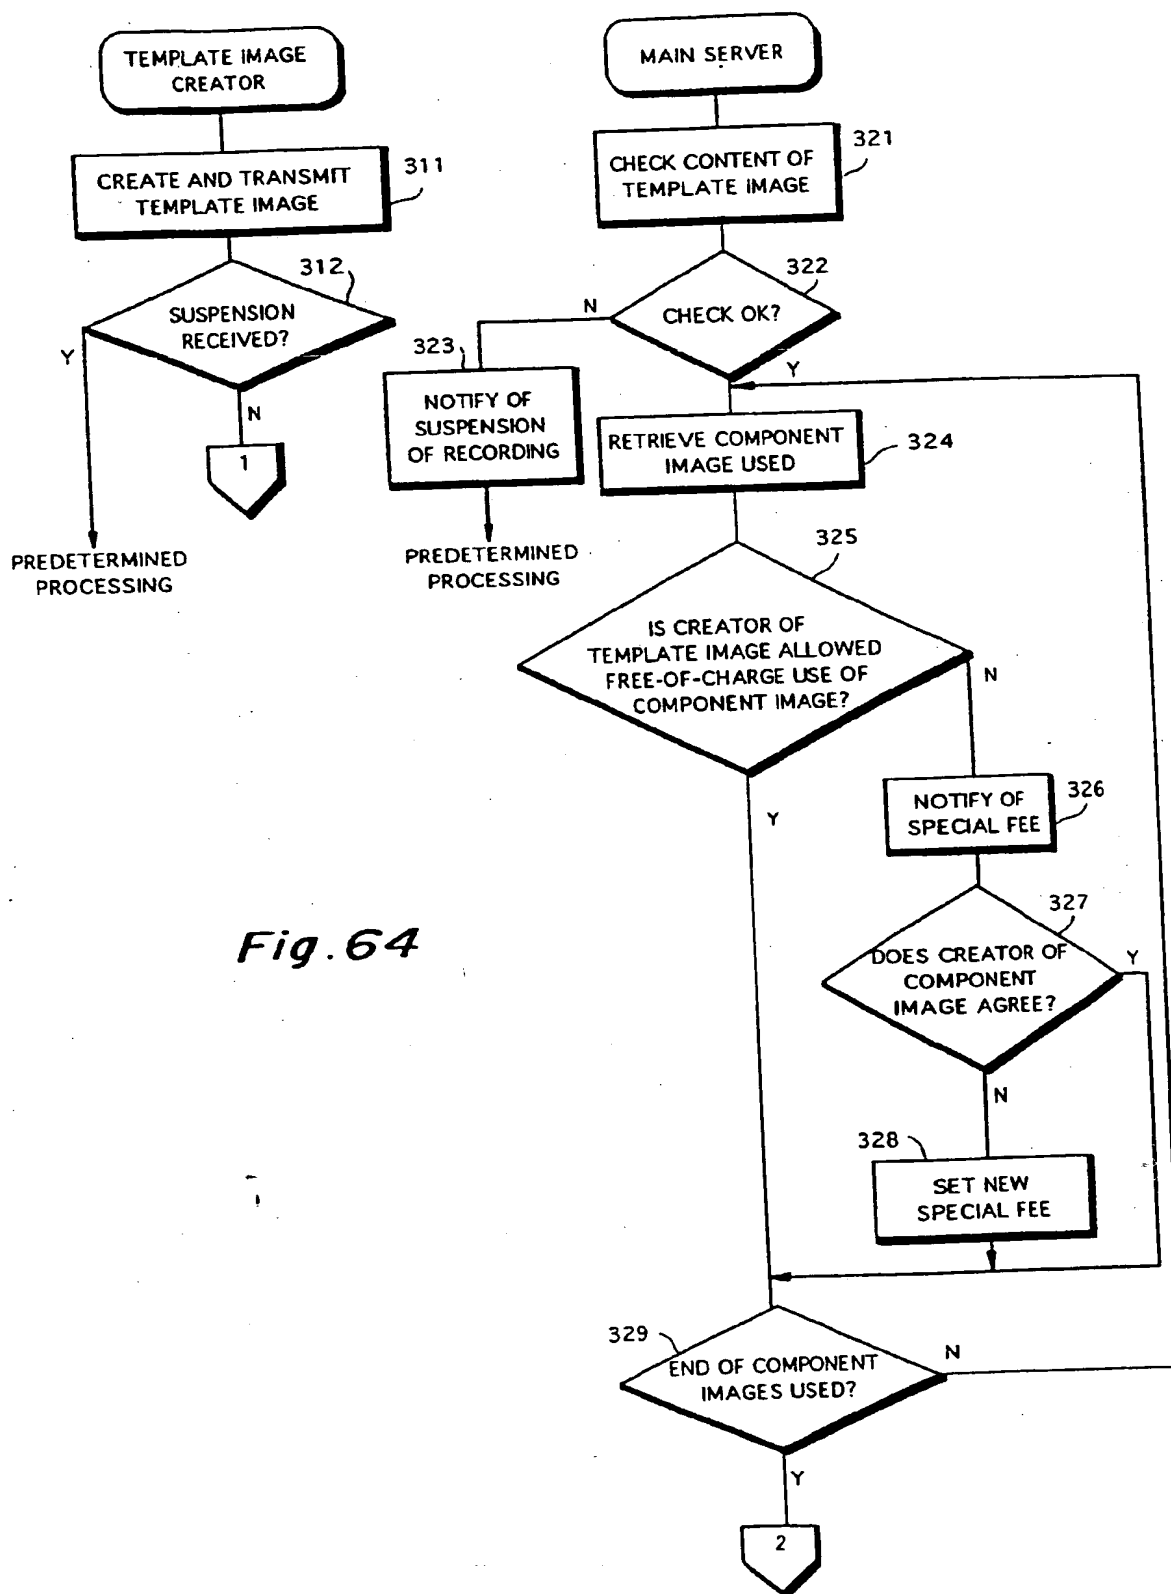 TEMPLATE IMAGE
CREATOR
CREATE AND TRANSMIT
TEMPLATE IMAGE
311
312
SUSPENSION
RECEIVED?
Y
N
1
PREDETERMINED
PROCESSING
MAIN SERVER
CHECK CONTENT OF
TEMPLATE IMAGE
321
322
CHECK OK?
N
Y
323
NOTIFY OF
SUSPENSION
OF RECORDING
PREDETERMINED
PROCESSING
RETRIEVE COMPONENT
IMAGE USED
324
325
IS CREATOR OF
TEMPLATE IMAGE ALLOWED
FREE-OF-CHARGE USE OF
COMPONENT IMAGE?
N
Y
NOTIFY OF
SPECIAL FEE
326
327
DOES CREATOR OF
COMPONENT
IMAGE AGREE?
Y
N
328
SET NEW
SPECIAL FEE
329
END OF COMPONENT
IMAGES USED?
N
Y
2
Fig.64